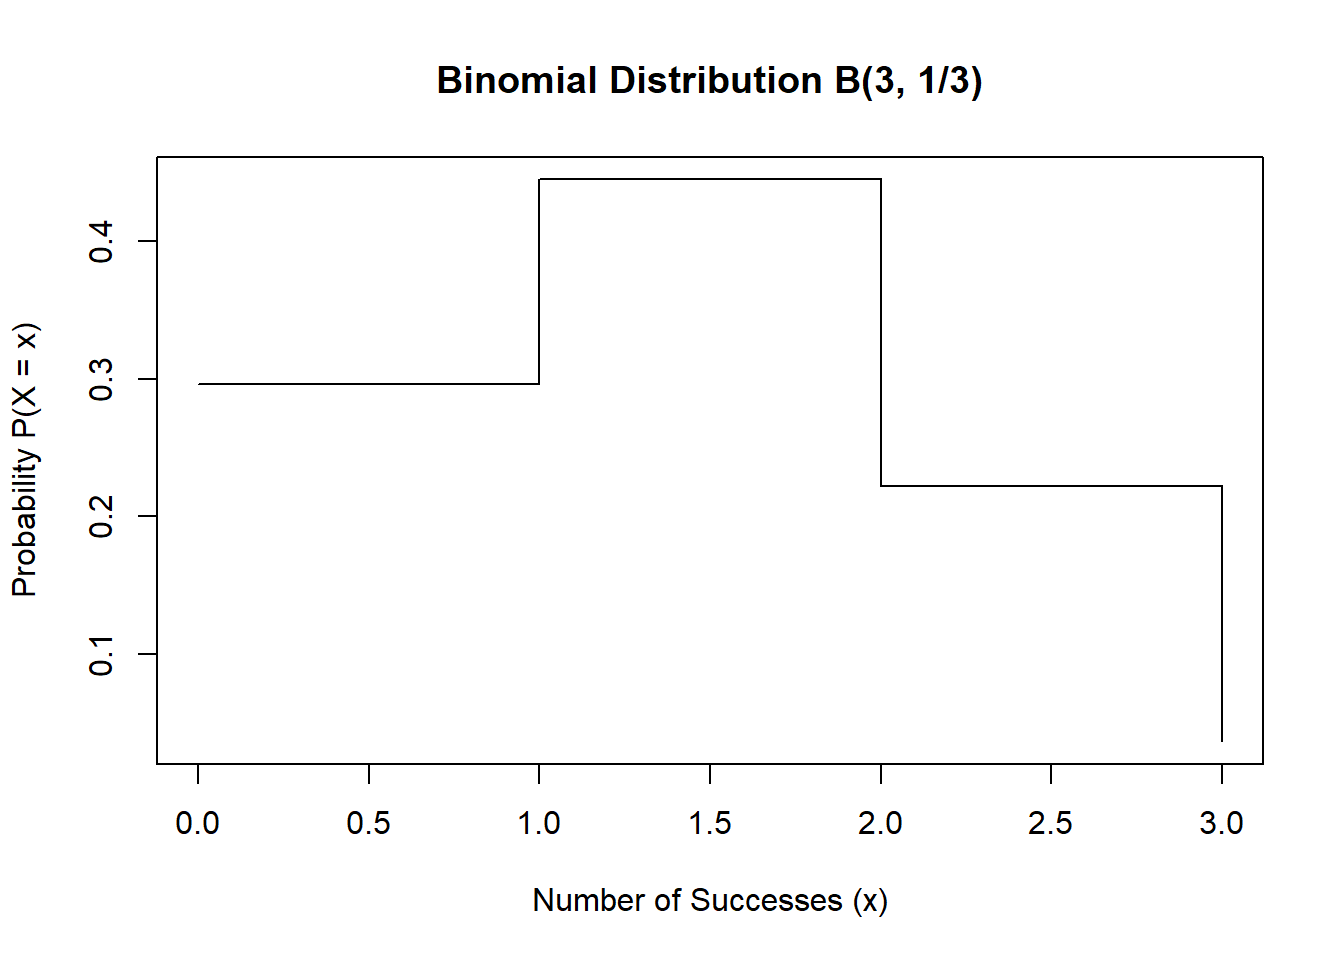 Binomial Distribution B(3, 1/3)
Probability P(X = x)
0.4
0.3
0.2
0.1
0.0 0.5 1.0 1.5 2.0 2.5 3.0
Number of Successes (x)